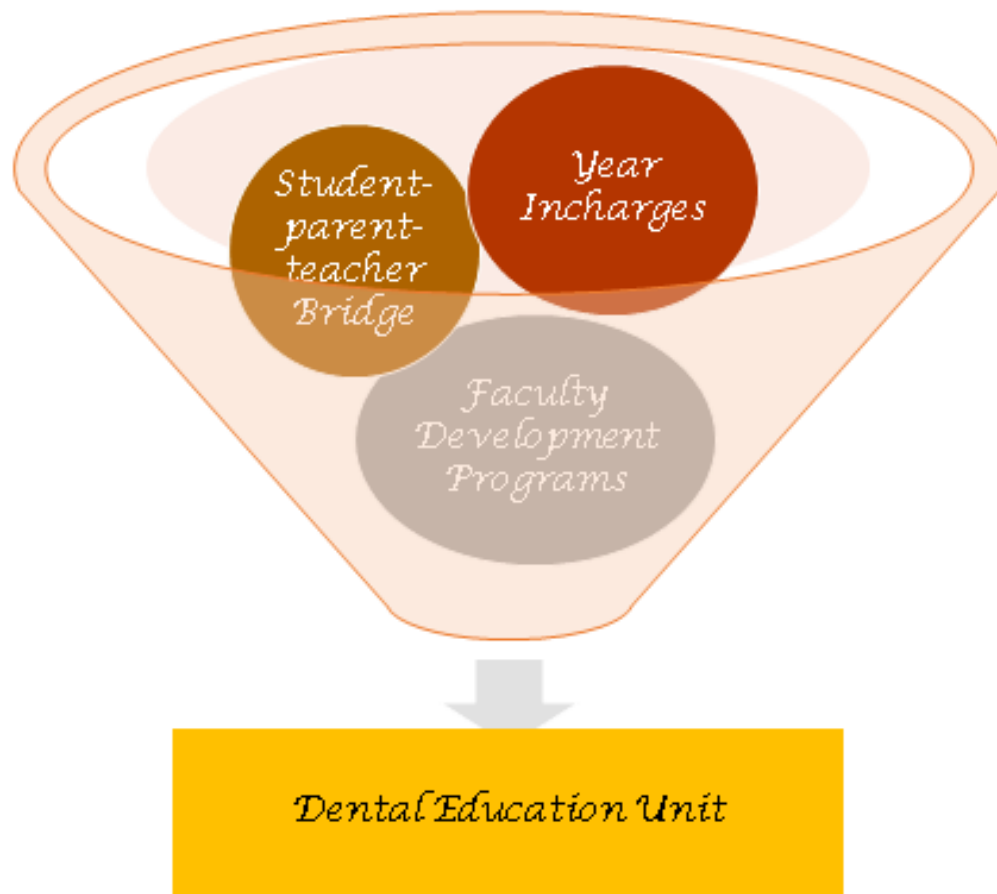 Year
Incharges
Student-
parent-
teacher
Bridge
Faculty
Development
Programs
Dental Education Unit